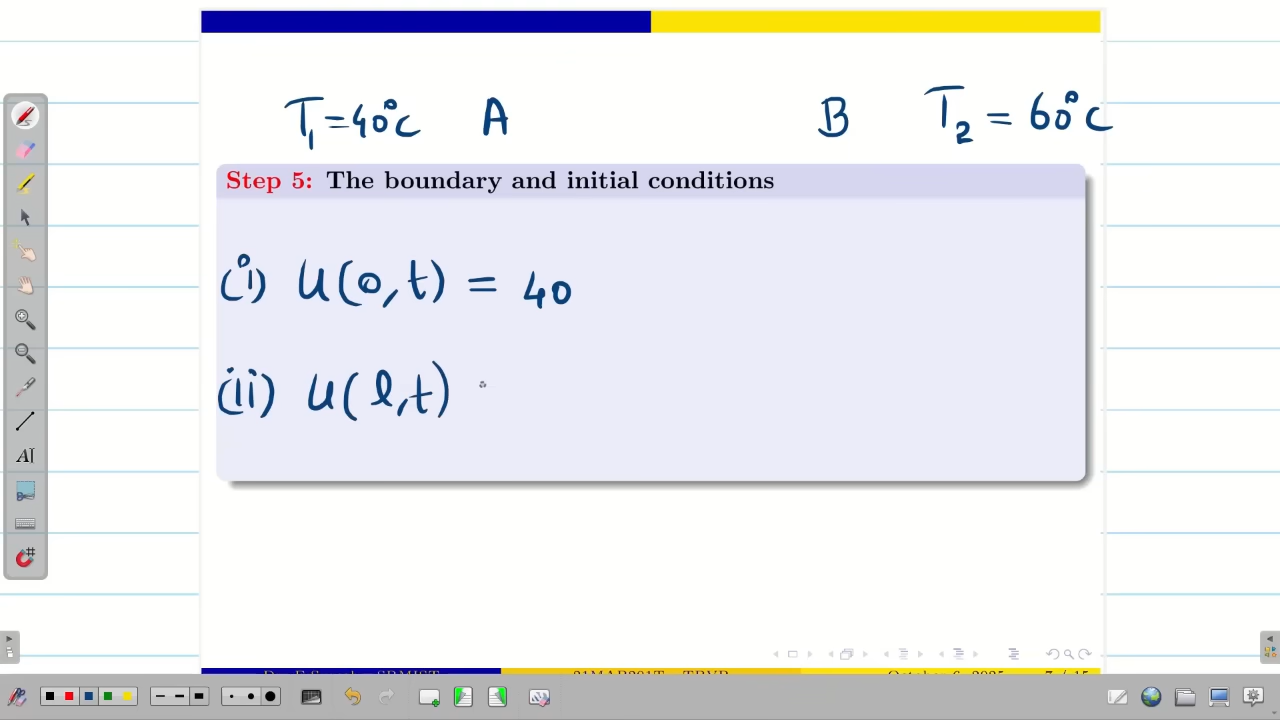 T₁=40°C A B T₂ = 60°C
Step 5: The boundary and initial conditions
(i) u(0,t) = 40
(ii) u(l,t)